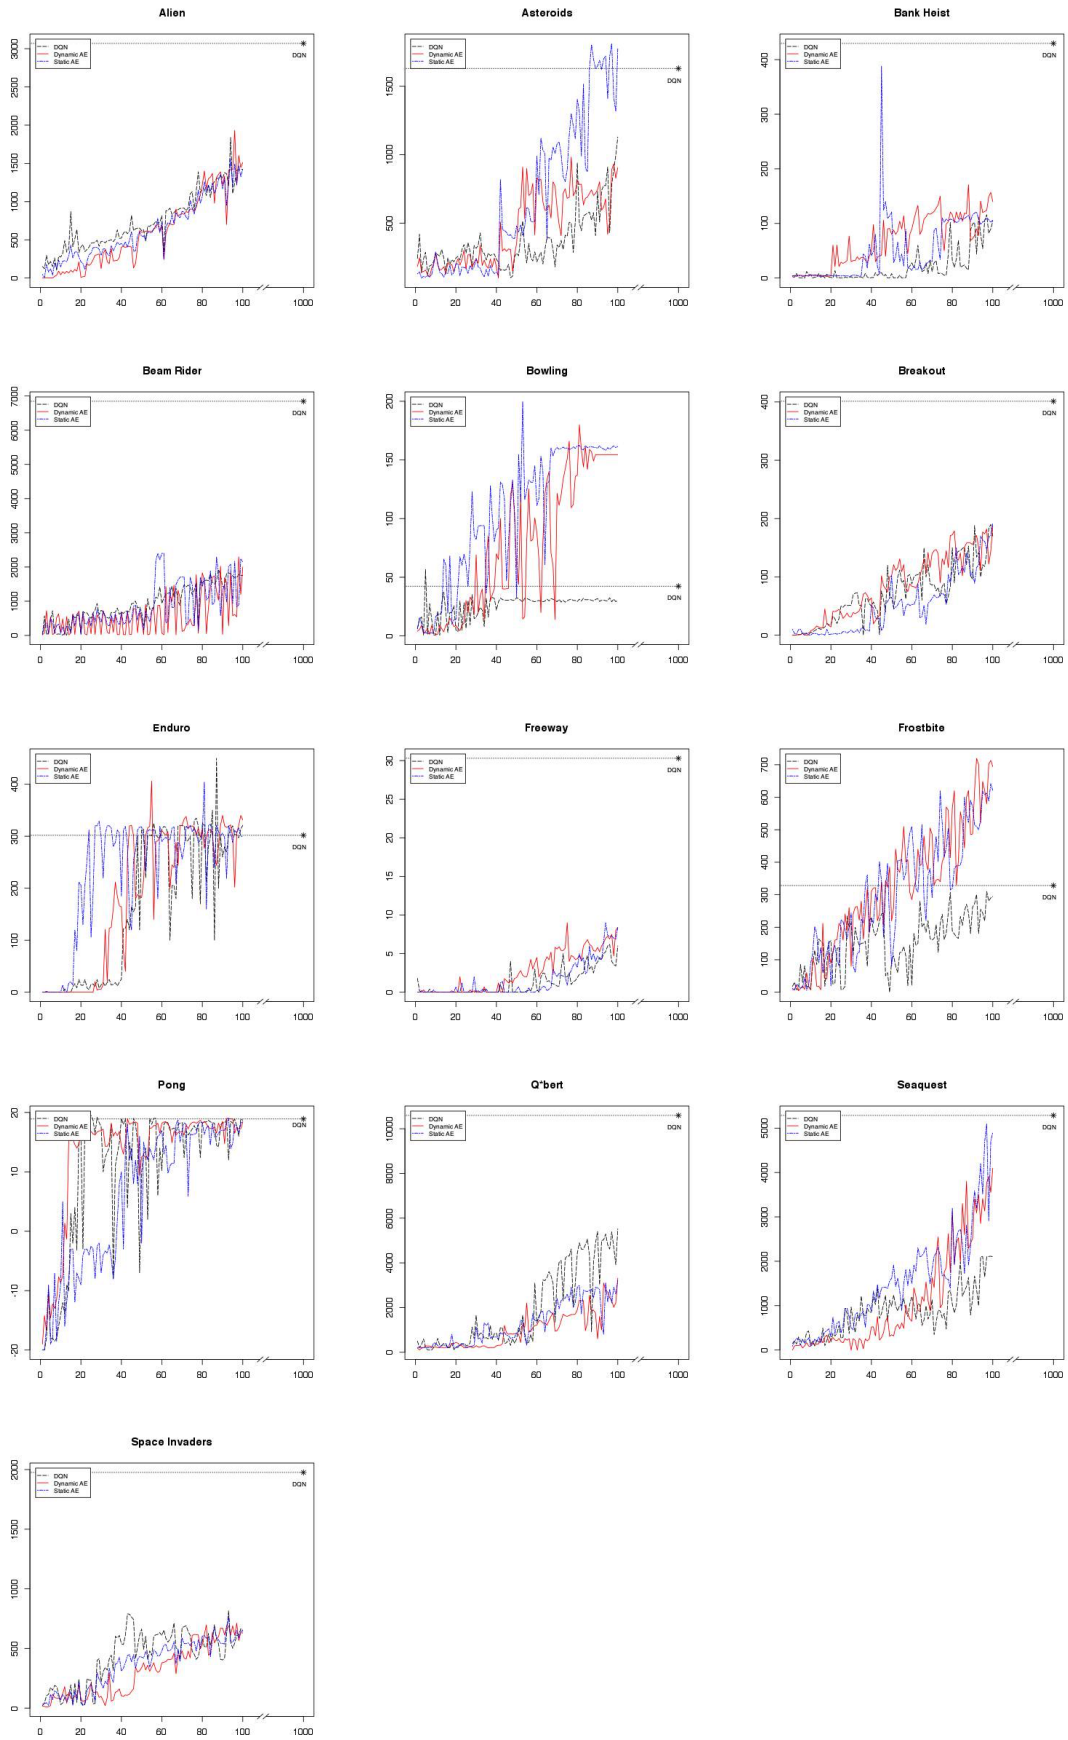 Alien
3000
2500
2000
1500
1000
500
0
DQN
Dynamic AE
Static AE
DQN
0 20 40 60 80 100 1000
Asteroids
1500
1000
500
DQN
Dynamic AE
Static AE
DQN
0 20 40 60 80 100 1000
Bank Heist
400
300
200
100
0
DQN
Dynamic AE
Static AE
DQN
0 20 40 60 80 100 1000
Beam Rider
7000
6000
5000
4000
3000
2000
1000
0
DQN
Dynamic AE
Static AE
DQN
0 20 40 60 80 100 1000
Bowling
200
150
100
50
0
DQN
Dynamic AE
Static AE
DQN
0 20 40 60 80 100 1000
Breakout
400
300
200
100
0
DQN
Dynamic AE
Static AE
DQN
0 20 40 60 80 100 1000
Enduro
400
300
200
100
0
DQN
Dynamic AE
Static AE
DQN
0 20 40 60 80 100 1000
Freeway
30
25
20
15
10
5
0
DQN
Dynamic AE
Static AE
DQN
0 20 40 60 80 100 1000
Frostbite
700
600
500
400
300
200
100
0
DQN
Dynamic AE
Static AE
DQN
0 20 40 60 80 100 1000
Pong
20
10
0
-10
-20
DQN
Dynamic AE
Static AE
DQN
0 20 40 60 80 100 1000
Q*bert
10000
8000
6000
4000
2000
0
DQN
Dynamic AE
Static AE
DQN
0 20 40 60 80 100 1000
Seaquest
5000
4000
3000
2000
1000
0
DQN
Dynamic AE
Static AE
DQN
0 20 40 60 80 100 1000
Space Invaders
2000
1500
1000
500
0
DQN
Dynamic AE
Static AE
DQN
0 20 40 60 80 100 1000